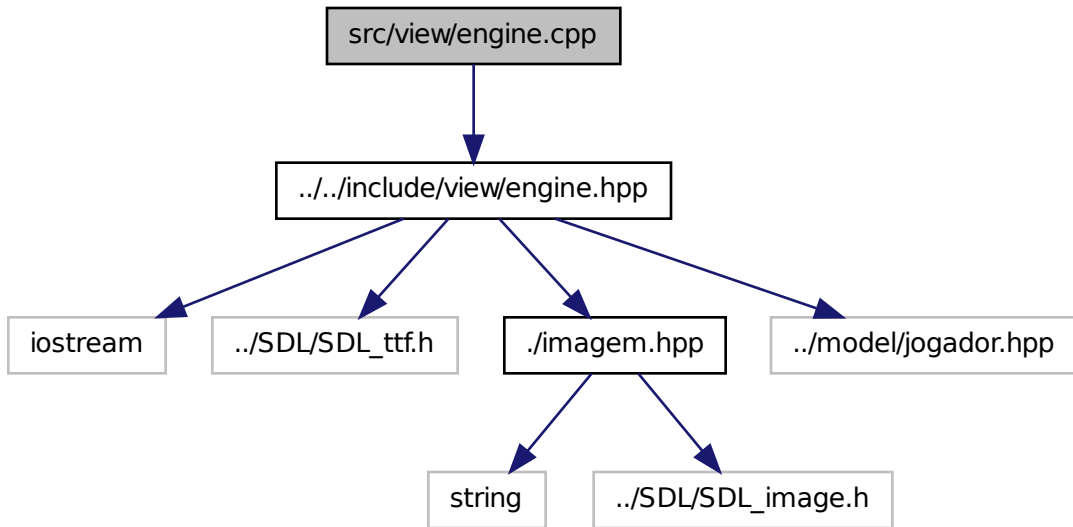 src/view/engine.cpp
../../include/view/engine.hpp
iostream
../SDL/SDL_ttf.h
./imagem.hpp
../model/jogador.hpp
string
../SDL/SDL_image.h